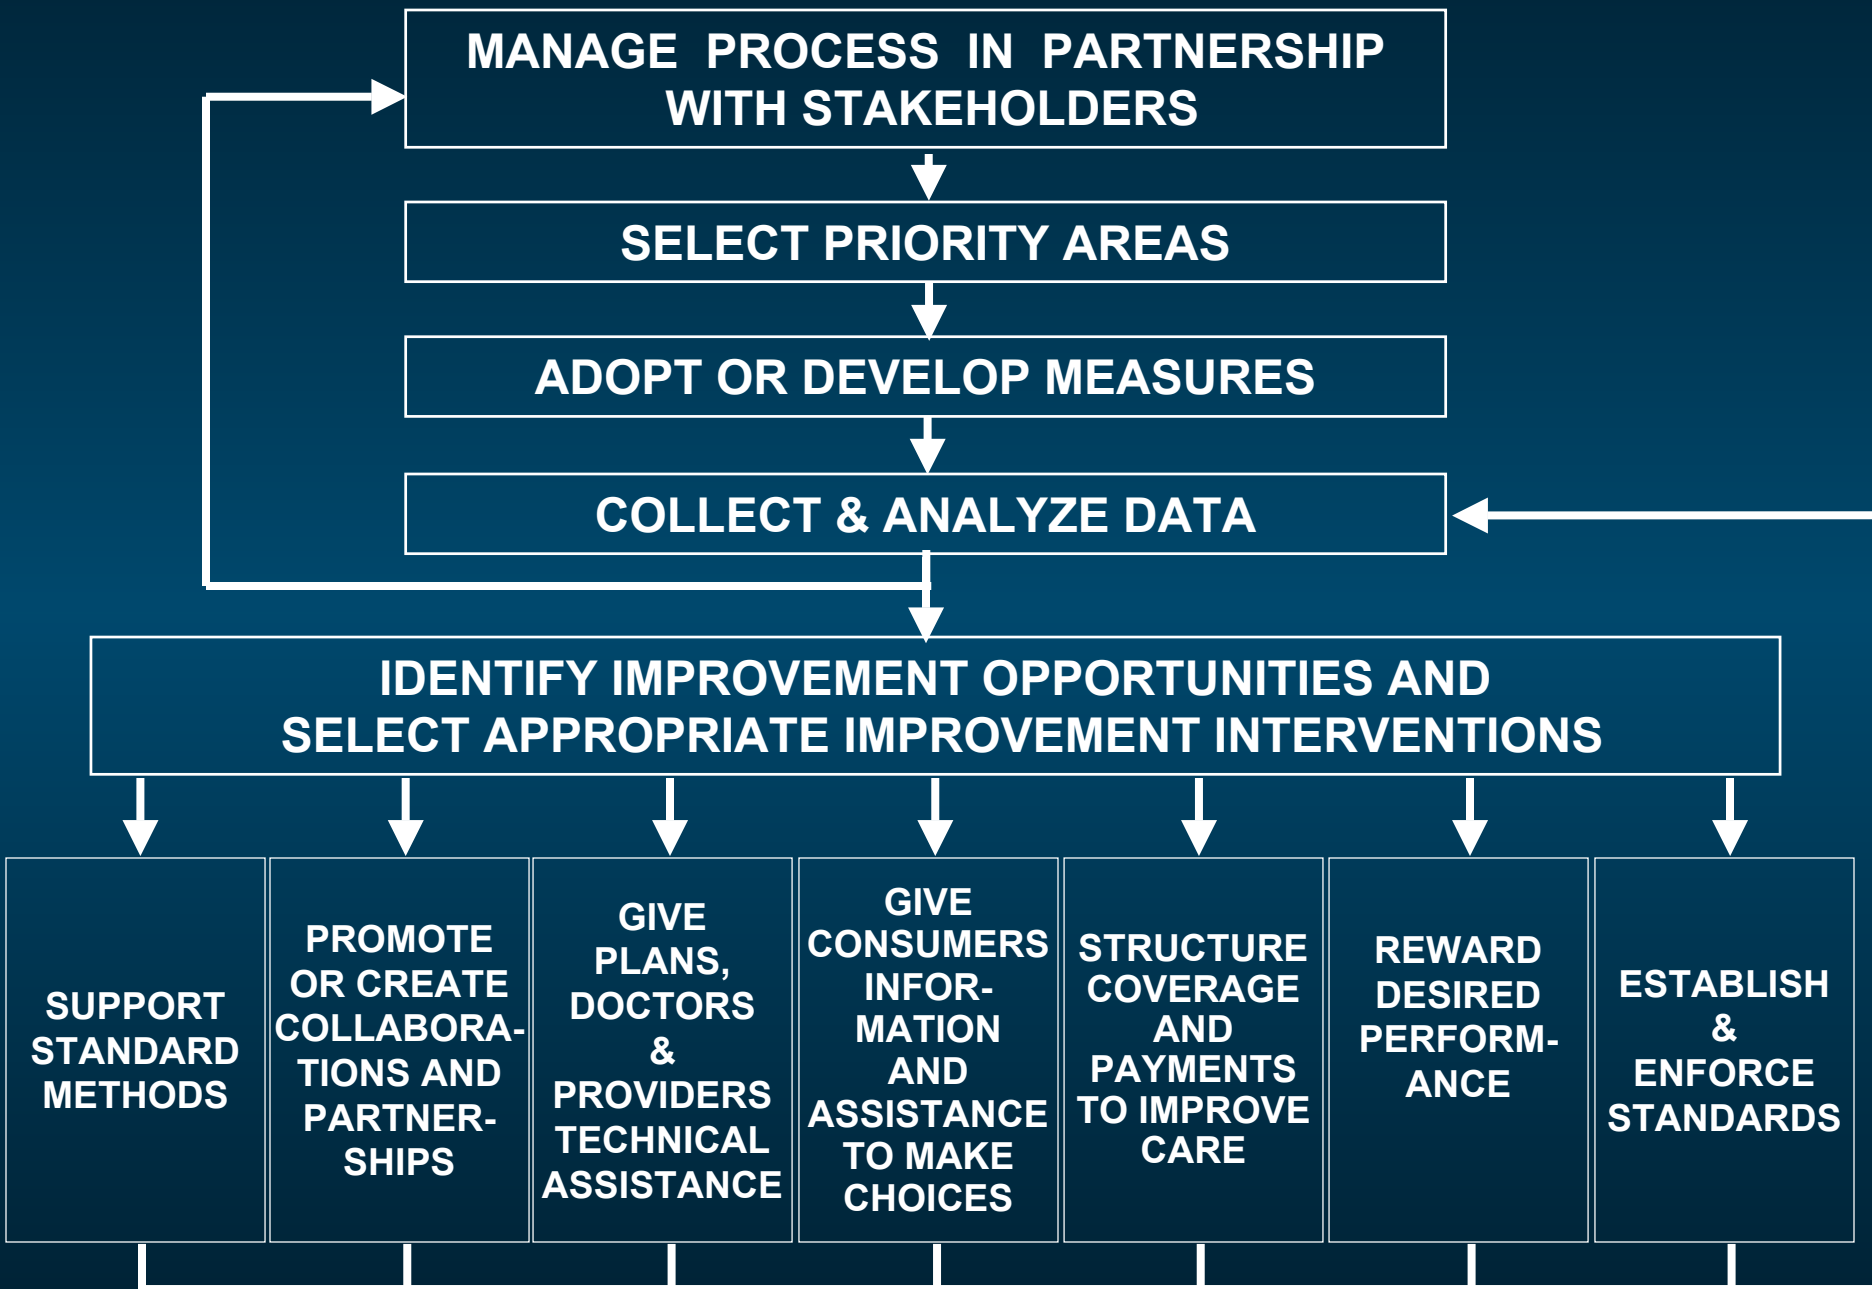 MANAGE PROCESS IN PARTNERSHIP
WITH STAKEHOLDERS
SELECT PRIORITY AREAS
ADOPT OR DEVELOP MEASURES
COLLECT & ANALYZE DATA
IDENTIFY IMPROVEMENT OPPORTUNITIES AND
SELECT APPROPRIATE IMPROVEMENT INTERVENTIONS
SUPPORT
STANDARD
METHODS
PROMOTE
OR CREATE
COLLABORA-
TIONS AND
PARTNER-
SHIPS
GIVE
PLANS,
DOCTORS
&
PROVIDERS
TECHNICAL
ASSISTANCE
GIVE
CONSUMERS
INFOR-
MATION
AND
ASSISTANCE
TO MAKE
CHOICES
STRUCTURE
COVERAGE
AND
PAYMENTS
TO IMPROVE
CARE
REWARD
DESIRED
PERFORM-
ANCE
ESTABLISH
&
ENFORCE
STANDARDS